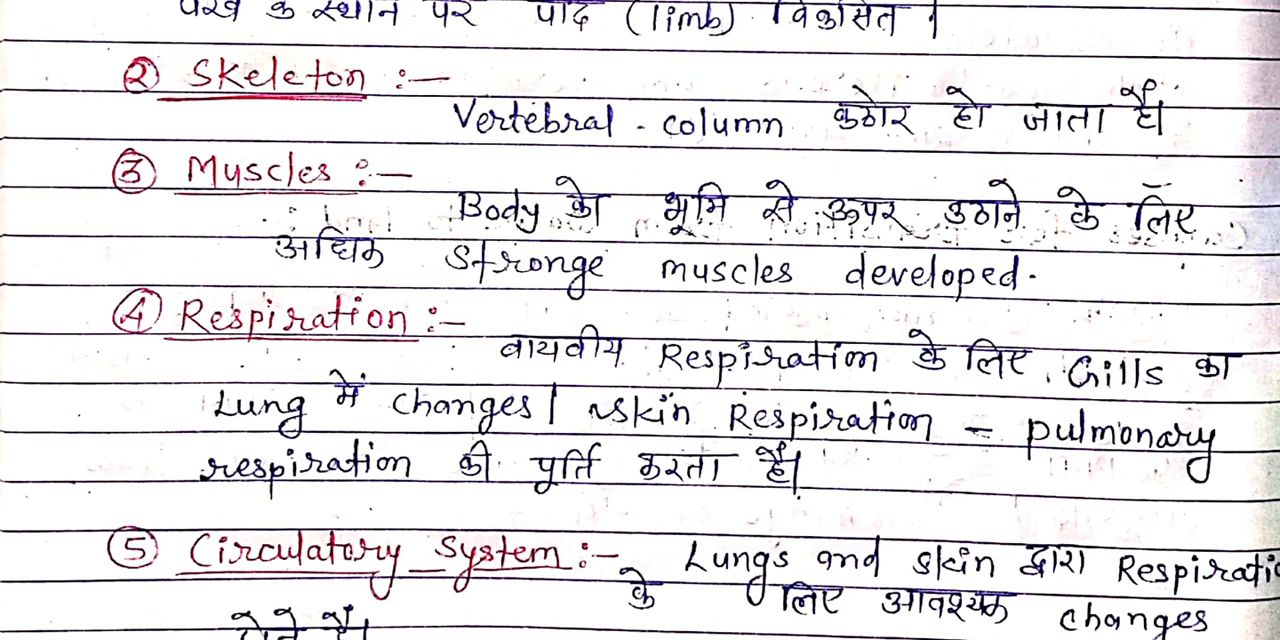 पंख के स्थान पर पाद (limb) विकसित।
② Skeleton :—
Vertebral - column कठोर हो जाता है।
③ Muscles :—
Body को भूमि से ऊपर उठाने के लिए
अधिक Stronge muscles developed.
④ Respiration :—
वायवीय Respiration के लिए Gills का
Lung में changes। Skin Respiration – pulmonary
respiration की पूर्ति करता है।
⑤ Circulatory System :— Lungs and skin द्वारा Respiratio
के लिए आवश्यक changes
होते हैं।